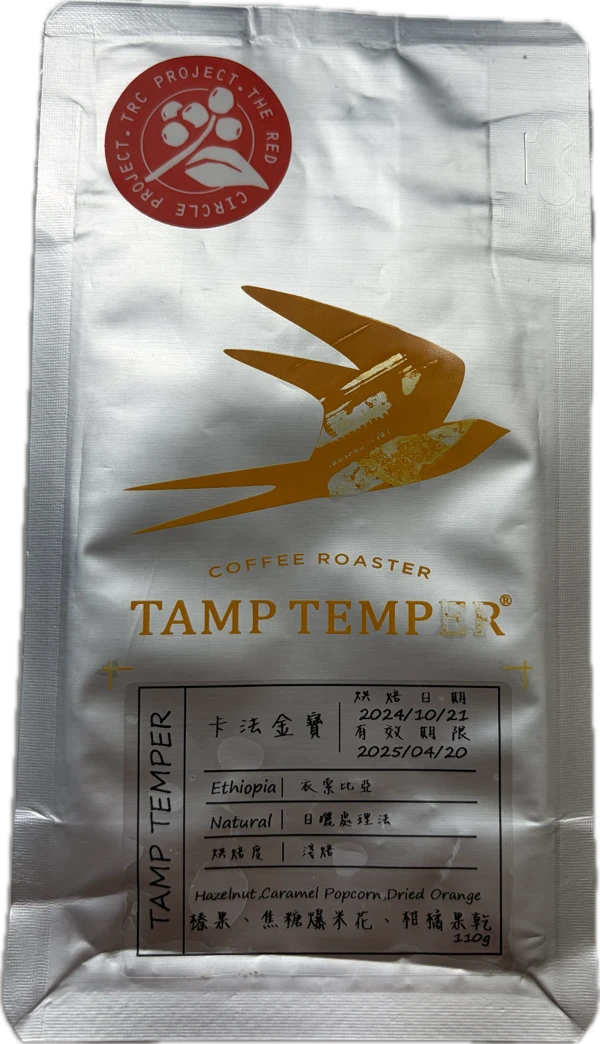 TRC PROJECT. THE RED CIRCLE PROJECT.
COFFEE ROASTER
TAMP TEMPER®
TAMP TEMPER
卡法金寶
烘焙日期
2024/10/21
有效期限
2025/04/20
Ethiopia | 衣索比亞
Natural | 日曬處理法
烘焙度 | 淺焙
Hazelnut,Caramel Popcorn,Dried Orange
榛果、焦糖爆米花、柑橘果乾
110g